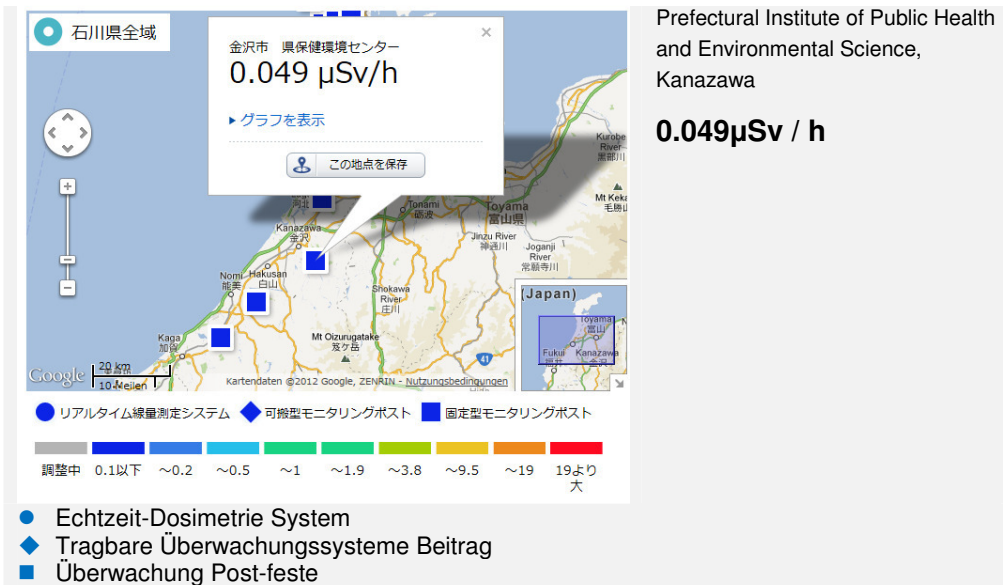 石川県全域
金沢市　県保健環境センター
0.049 μSv/h
グラフを表示
この地点を保存
Kurobe
River
黒部川
Tonami
砺波
Toyama
富山県
河北
Mt Keka
毛勝山
Kanazawa
金沢
Jinzu River
神通川
Joganji
River
常願寺川
Nomi
能美
Hakusan
白山
Shokawa
River
庄川
(Japan)
Toyama
富山
Kaga
加賀
Mt Oizurugatake
笈ケ岳
41
Fukui
福井
Kanazawa
金沢
Google
20 km
10 Meilen
Kartendaten ©2012 Google, ZENRIN - Nutzungsbedingungen
リアルタイム線量測定システム
可搬型モニタリングポスト
固定型モニタリングポスト
調整中 0.1以下 ～0.2 ～0.5 ～1 ～1.9 ～3.8 ～9.5 ～19 19より
大
Echtzeit-Dosimetrie System
Tragbare Überwachungssysteme Beitrag
Überwachung Post-feste
Prefectural Institute of Public Health
and Environmental Science,
Kanazawa
0.049μSv / h